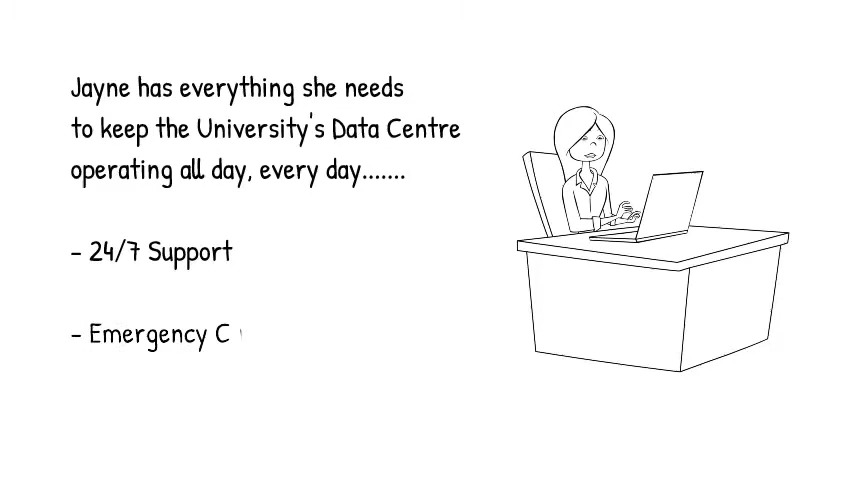 Jayne has everything she needs
to keep the University's Data Centre
operating all day, every day.......
- 24/7 Support
- Emergency C